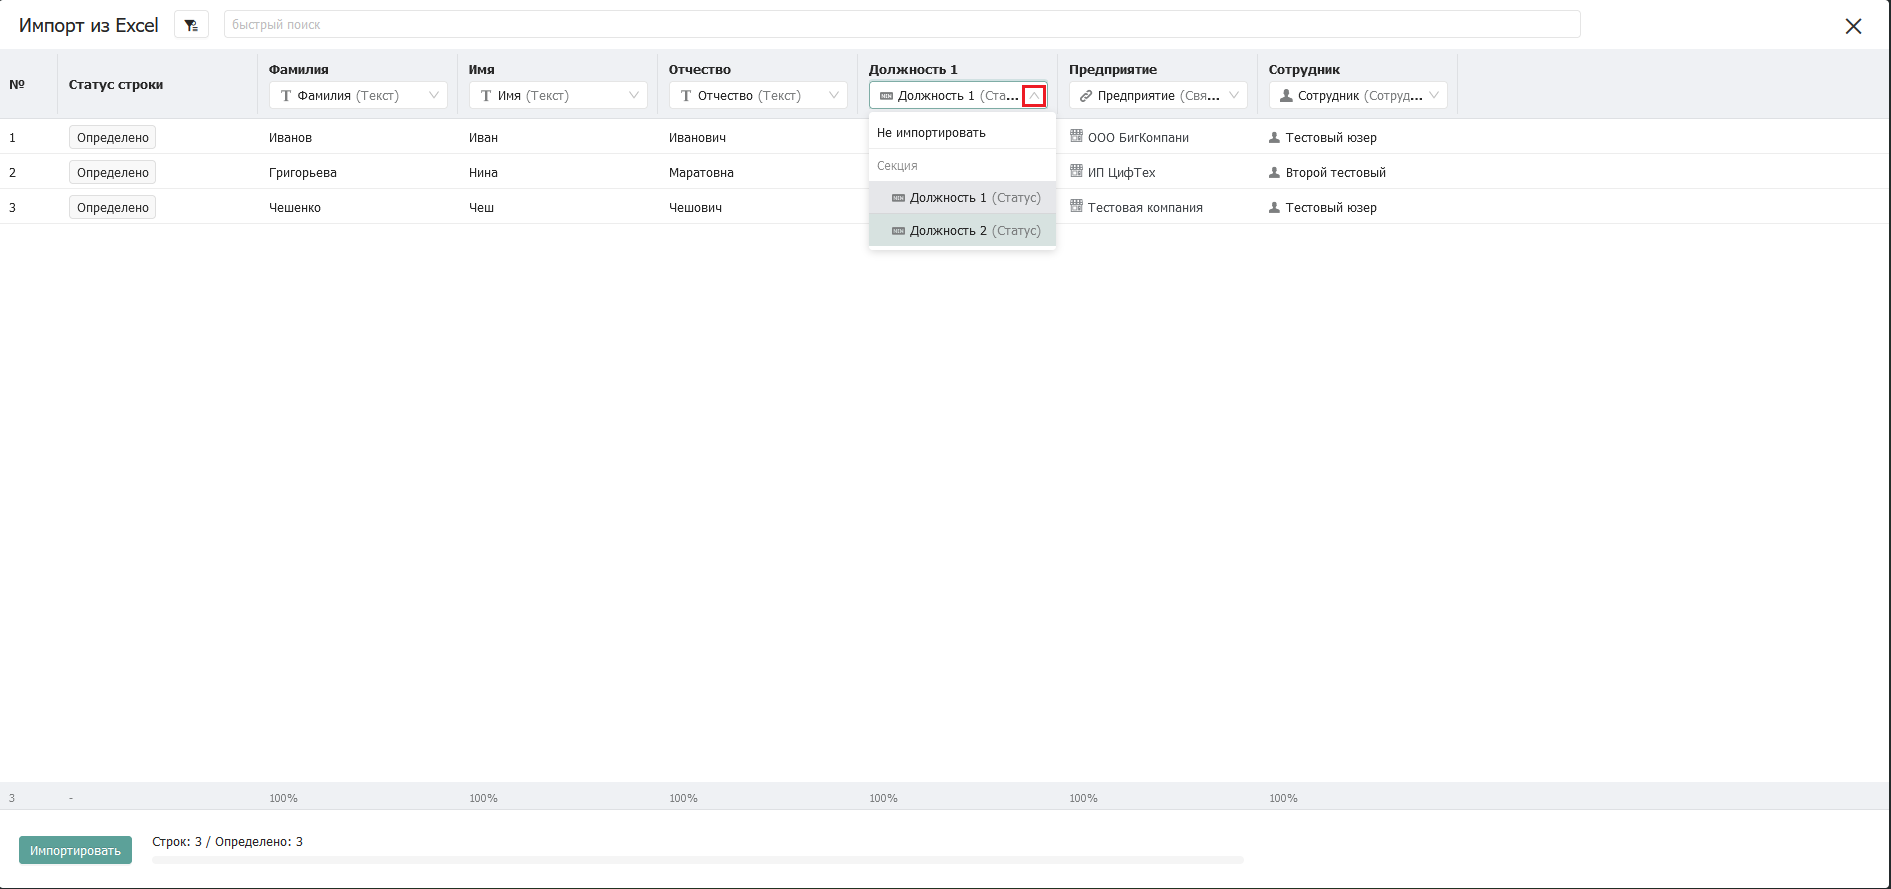 Импорт из Excel
быстрый поиск
№
Статус строки
Фамилия
Имя
Отчество
Должность 1
Предприятие
Сотрудник
T Фамилия (Текст)
T Имя (Текст)
T Отчество (Текст)
NEW Должность 1 (Ста...
Предприятие (Свя...
Сотрудник (Сотруд...
Не импортировать
Секция
NEW Должность 1 (Статус)
NEW Должность 2 (Статус)
1 Определено Иванов Иван Иванович ООО БигКомпани Тестовый юзер
2 Определено Григорьева Нина Маратовна ИП ЦифТех Второй тестовый
3 Определено Чешенко Чеш Чешович Тестовая компания Тестовый юзер
3 - 100% 100% 100% 100% 100% 100%
Импортировать
Строк: 3 / Определено: 3